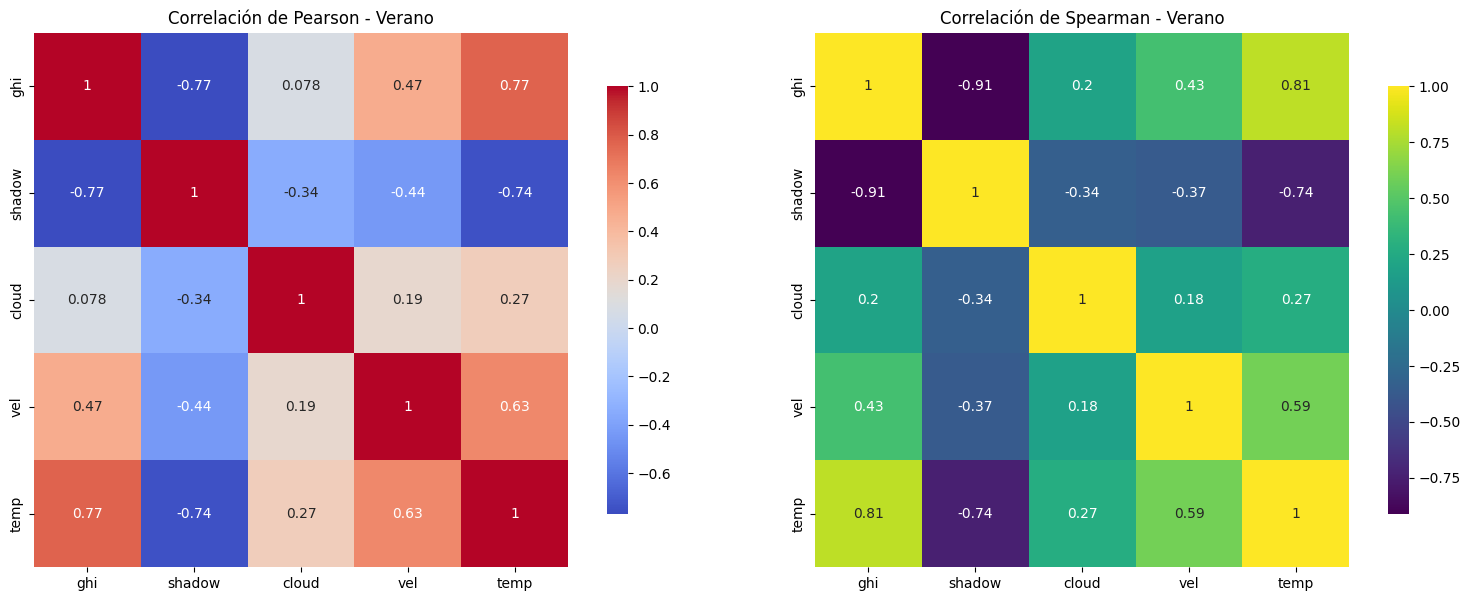 Correlación de Pearson - Verano
ghi 1 -0.77 0.078 0.47 0.77
shadow -0.77 1 -0.34 -0.44 -0.74
cloud 0.078 -0.34 1 0.19 0.27
vel 0.47 -0.44 0.19 1 0.63
temp 0.77 -0.74 0.27 0.63 1
ghi shadow cloud vel temp
1.0
0.8
0.6
0.4
0.2
0.0
−0.2
−0.4
−0.6
Correlación de Spearman - Verano
ghi 1 -0.91 0.2 0.43 0.81
shadow -0.91 1 -0.34 -0.37 -0.74
cloud 0.2 -0.34 1 0.18 0.27
vel 0.43 -0.37 0.18 1 0.59
temp 0.81 -0.74 0.27 0.59 1
ghi shadow cloud vel temp
1.00
0.75
0.50
0.25
0.00
−0.25
−0.50
−0.75